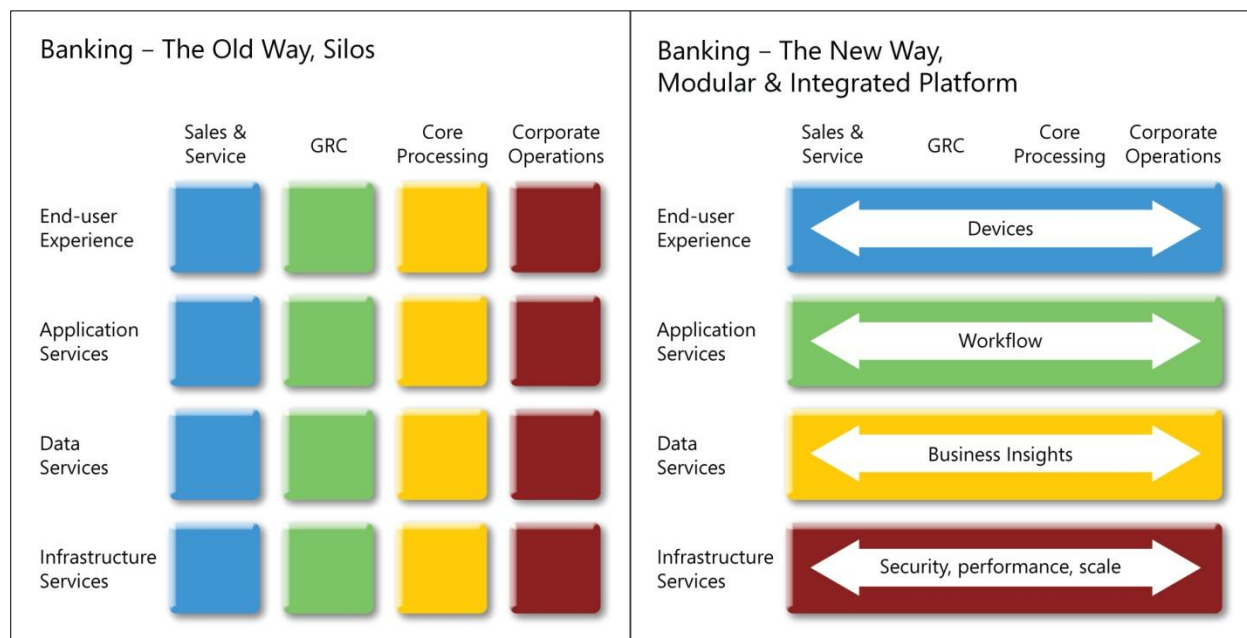 Banking – The Old Way, Silos
Sales &
Service
GRC
Core
Processing
Corporate
Operations
End-user
Experience
Application
Services
Data
Services
Infrastructure
Services
Banking – The New Way,
Modular & Integrated Platform
Sales &
Service
GRC
Core
Processing
Corporate
Operations
End-user
Experience
Devices
Application
Services
Workflow
Data
Services
Business Insights
Infrastructure
Services
Security, performance, scale